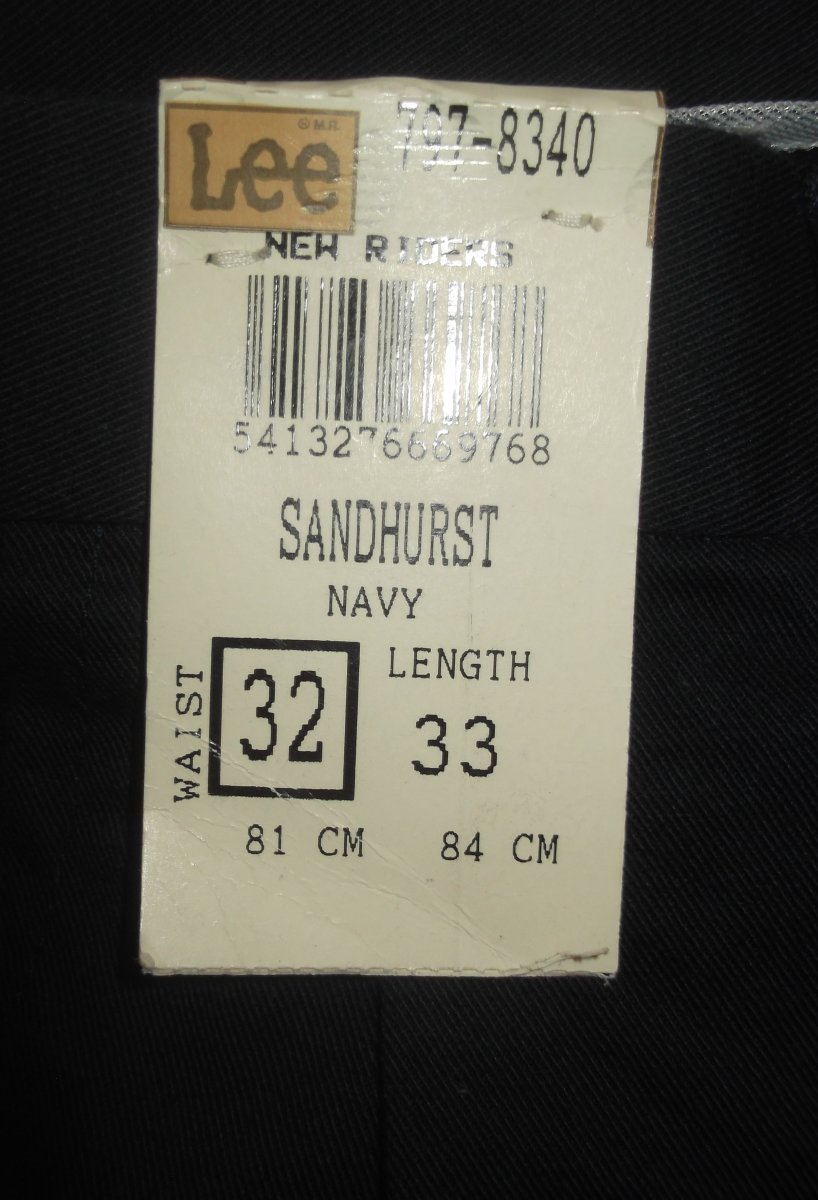 Lee ® M.R.
797-8340
NEW RIDERS
5413276669768
SANDHURST
NAVY
WAIST
32
LENGTH
33
81 CM
84 CM